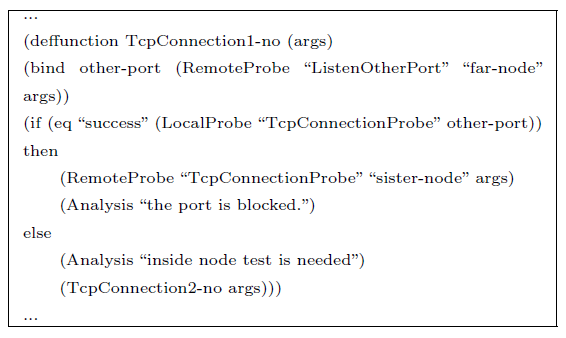 ...
(deffunction TcpConnection1-no (args)
(bind other-port (RemoteProbe “ListenOtherPort” “far-node”
args))
(if (eq “success” (LocalProbe “TcpConnectionProbe” other-port))
then
(RemoteProbe “TcpConnectionProbe” “sister-node” args)
(Analysis “the port is blocked.”)
else
(Analysis “inside node test is needed”)
(TcpConnection2-no args)))
...